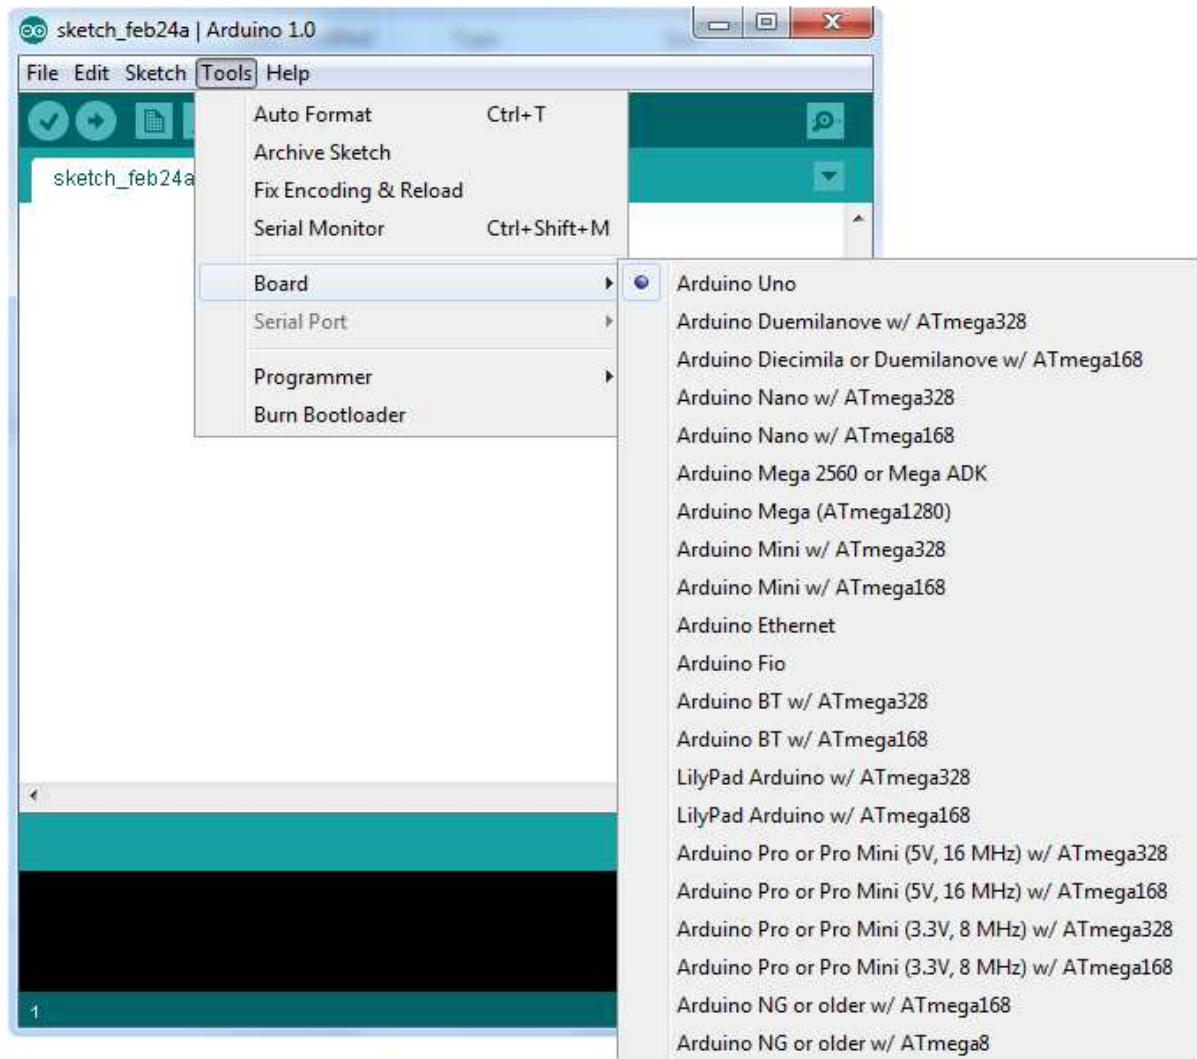 sketch_feb24a | Arduino 1.0
File Edit Sketch Tools Help
sketch_feb24a
Auto Format Ctrl+T
Archive Sketch
Fix Encoding & Reload
Serial Monitor Ctrl+Shift+M
Board
Serial Port
Programmer
Burn Bootloader
Arduino Uno
Arduino Duemilanove w/ ATmega328
Arduino Diecimila or Duemilanove w/ ATmega168
Arduino Nano w/ ATmega328
Arduino Nano w/ ATmega168
Arduino Mega 2560 or Mega ADK
Arduino Mega (ATmega1280)
Arduino Mini w/ ATmega328
Arduino Mini w/ ATmega168
Arduino Ethernet
Arduino Fio
Arduino BT w/ ATmega328
Arduino BT w/ ATmega168
LilyPad Arduino w/ ATmega328
LilyPad Arduino w/ ATmega168
Arduino Pro or Pro Mini (5V, 16 MHz) w/ ATmega328
Arduino Pro or Pro Mini (5V, 16 MHz) w/ ATmega168
Arduino Pro or Pro Mini (3.3V, 8 MHz) w/ ATmega328
Arduino Pro or Pro Mini (3.3V, 8 MHz) w/ ATmega168
Arduino NG or older w/ ATmega168
Arduino NG or older w/ ATmega8
1